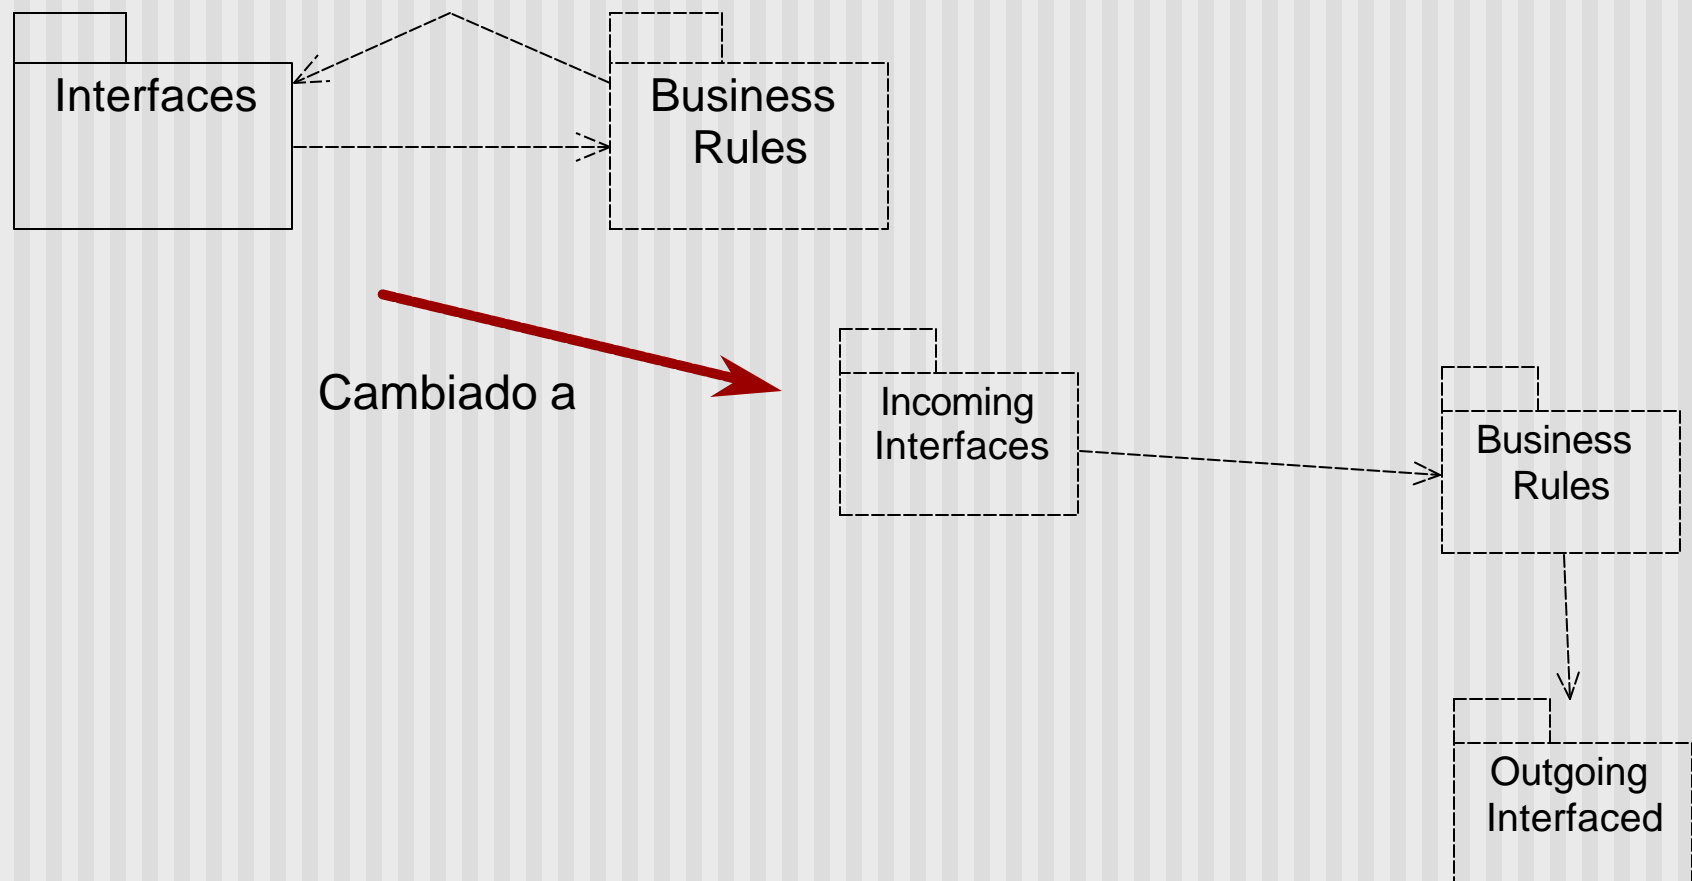 Interfaces
Business
Rules
Cambiado a
Incoming
Interfaces
Business
Rules
Outgoing
Interfaced